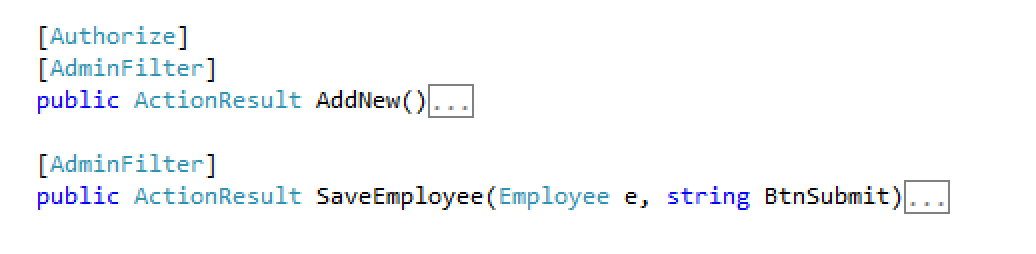 [Authorize]
[AdminFilter]
public ActionResult AddNew()...
[AdminFilter]
public ActionResult SaveEmployee(Employee e, string BtnSubmit)...